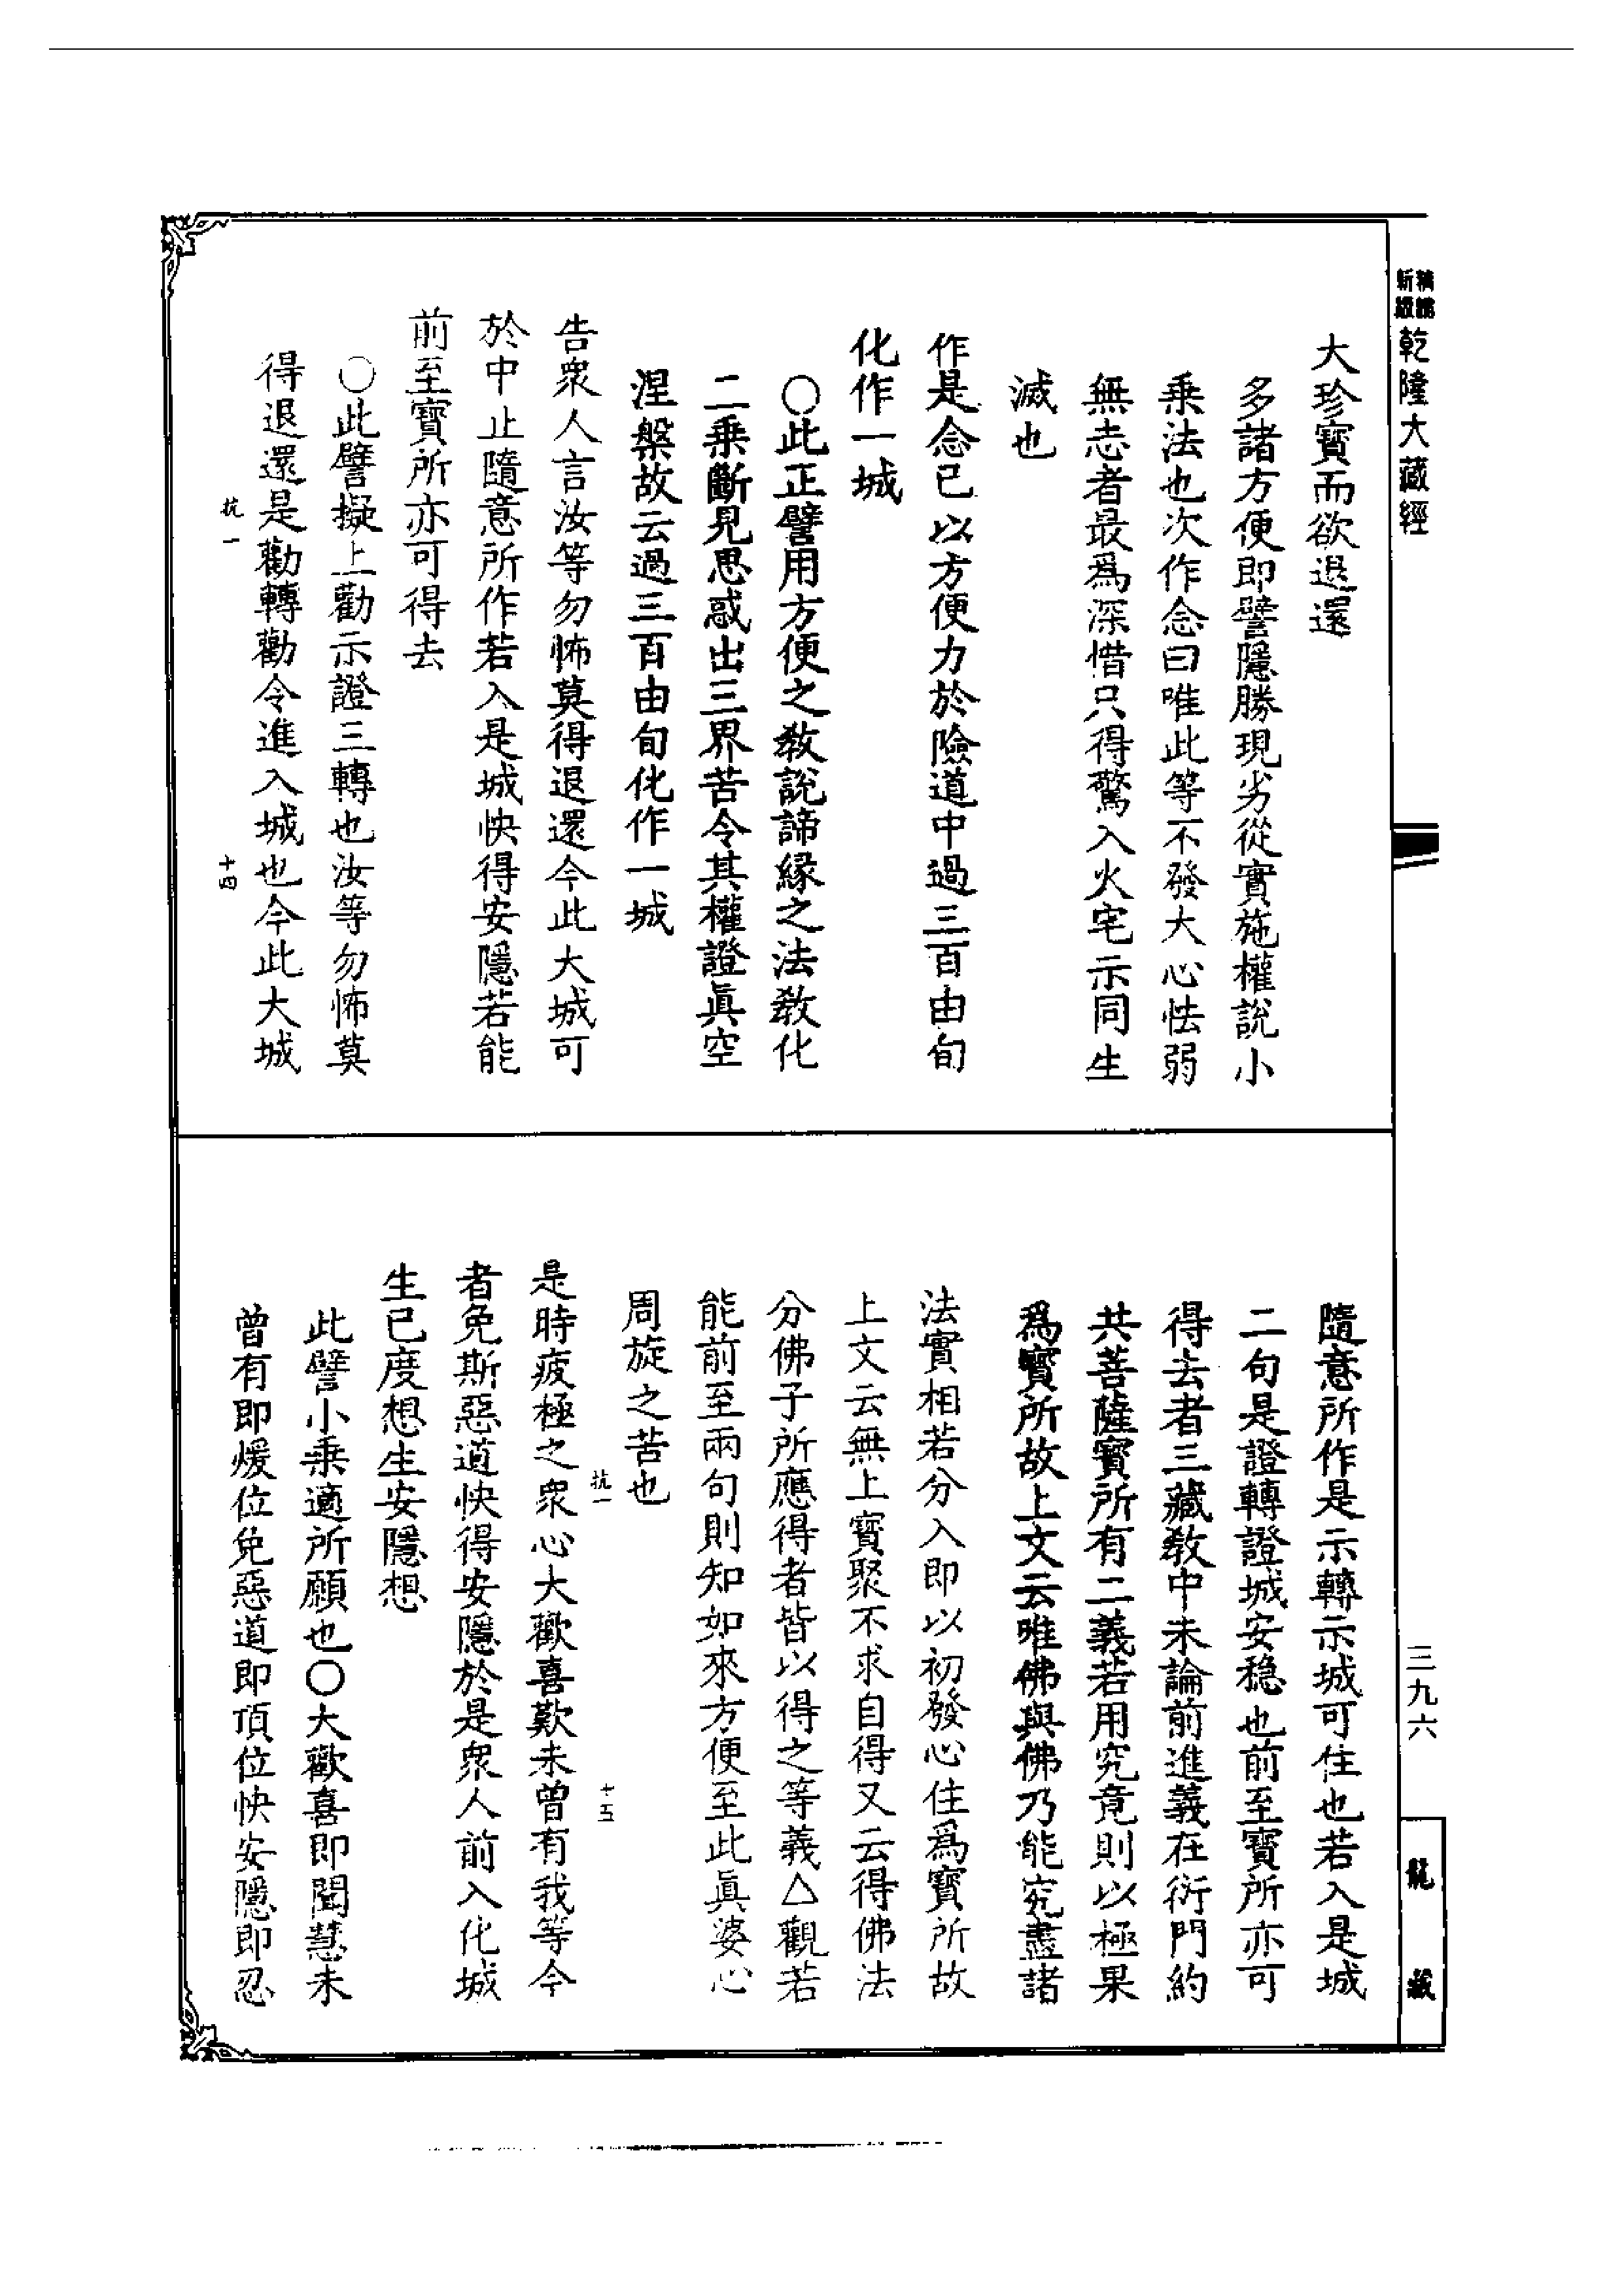 精譯
新綴
乾隆大藏經
大珍寶而欲退還
多諸方便即譬隱勝現劣從實施權說小
乗法也次作念曰唯此等不發大心怯弱
無志者最爲深惜只得驚入火宅示同生
滅也
作是念已以方便力於險道中過三百由旬
化作一城
○此正譬用方便之敎說諦緣之法敎化
二乗斷見思惑出三界苦令其權證眞空
涅槃故云過三百由旬化作一城
告衆人言汝等勿怖莫得退還今此大城可
於中止隨意所作若入是城快得安隱若能
前至寶所亦可得去
○此譬擬上勸示證三轉也汝等勿怖莫
得退還是勸轉勸令進入城也今此大城
抗一
十四
隨意所作是示轉示城可住也若入是城
二句是證轉證城安穩也前至寶所亦可
得去者三藏敎中未論前進義在衍門約
共菩薩寶所有二義若用究竟則以極果
爲寶所故上文云唯佛與佛乃能究盡諸
法實相若分入即以初發心住爲寶所故
上文云無上寶聚不求自得又云得佛法
分佛子所應得者皆以得之等義△觀若
能前至兩句則知如來方便至此眞婆心
周旋之苦也
抗一
十五
是時疲極之衆心大歡喜歎未曾有我等今
者免斯惡道快得安隱於是衆人前入化城
生已度想生安隱想
此譬小乗適所願也○大歡喜即聞慧未
曾有即煖位免惡道即頂位快安隱即忍
三九六
龍藏